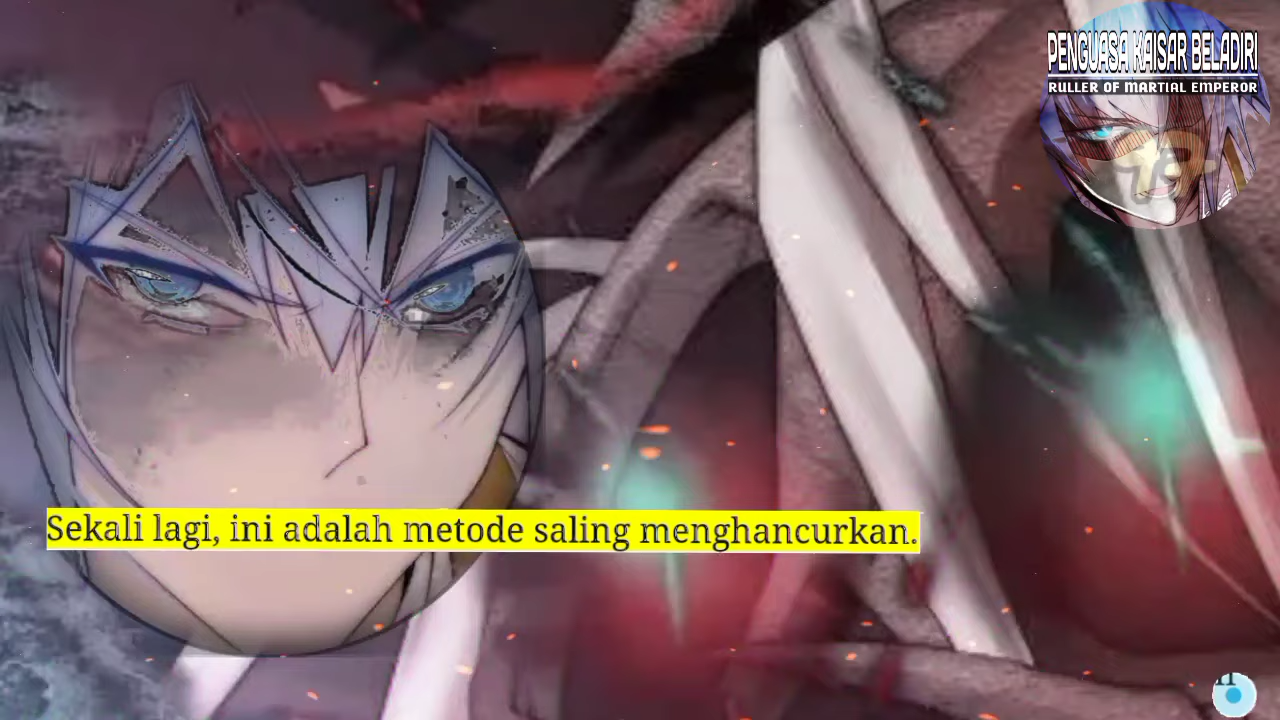 PENGUASA KAISAR BELADIRI
RULLER OF MARTIAL EMPEROR
Sekali lagi, ini adalah metode saling menghancurkan.